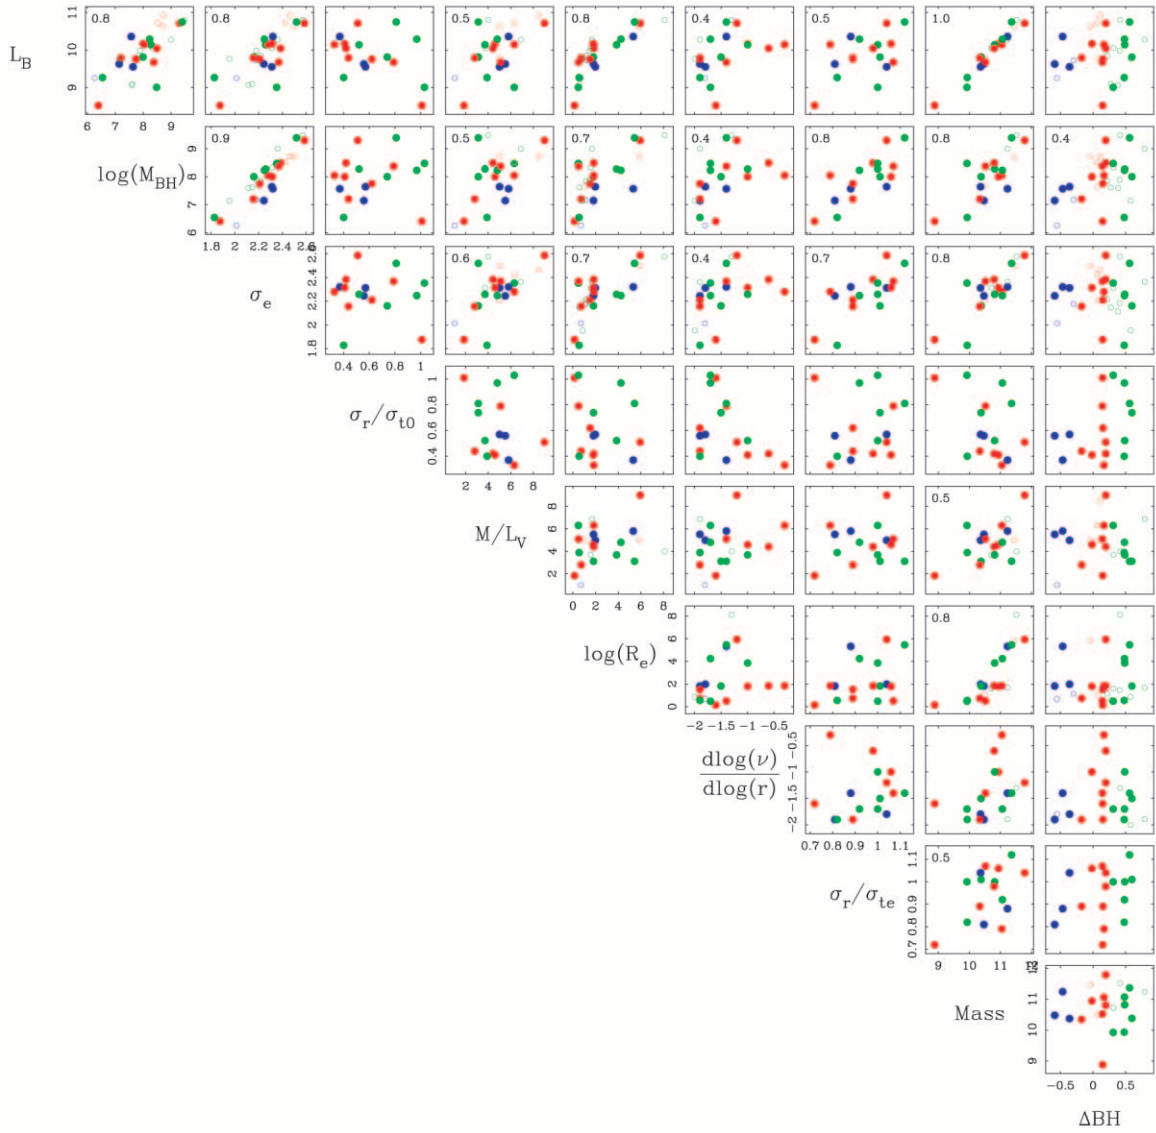 0.8 0.8 0.5 0.8 0.4 0.5 1.0
L_B
9 10
6 7 8 9
0.9 0.5 0.7 0.4 0.8 0.8 0.4
log(M_BH)
6 7 8 9
1.8 2 2.2 2.4 2.6
0.6 0.7 0.4 0.7 0.8
σ_e
1.8 2 2.2 2.4 2.6
0.4 0.6 0.8 1
σ_r/σ_t0
0.4 0.6 0.8 1
2 4 6 8
0.5
M/L_V
2 4 6 8
0 2 4 6 8
0.8
log(R_e)
0 2 4 6 8
−2 −1.5 −1 −0.5
dlog(ν)
dlog(r)
−2 −1.5 −1 −0.5
0.7 0.8 0.9 1 1.1
0.5
σ_r/σ_te
0.7 0.8 0.9 1 1.1
9 10 11 12
Mass
9 10 11 12
−0.5 0 0.5
ΔBH